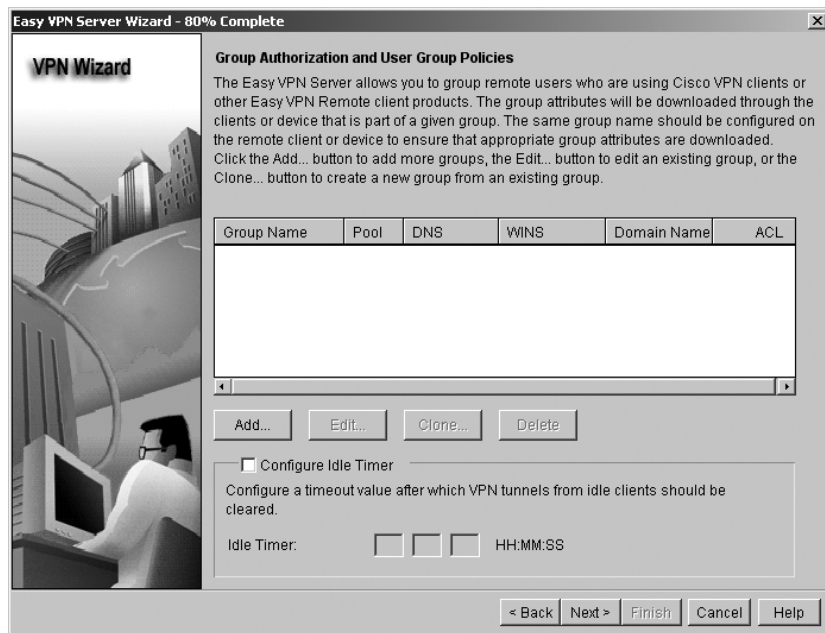 Easy VPN Server Wizard - 80% Complete
VPN Wizard
Group Authorization and User Group Policies
The Easy VPN Server allows you to group remote users who are using Cisco VPN clients or
other Easy VPN Remote client products. The group attributes will be downloaded through the
clients or device that is part of a given group. The same group name should be configured on
the remote client or device to ensure that appropriate group attributes are downloaded.
Click the Add... button to add more groups, the Edit... button to edit an existing group, or the
Clone... button to create a new group from an existing group.
Group Name Pool DNS WINS Domain Name ACL
Add... Edit... Clone... Delete
Configure Idle Timer
Configure a timeout value after which VPN tunnels from idle clients should be
cleared.
Idle Timer: HH:MM:SS
< Back Next > Finish Cancel Help